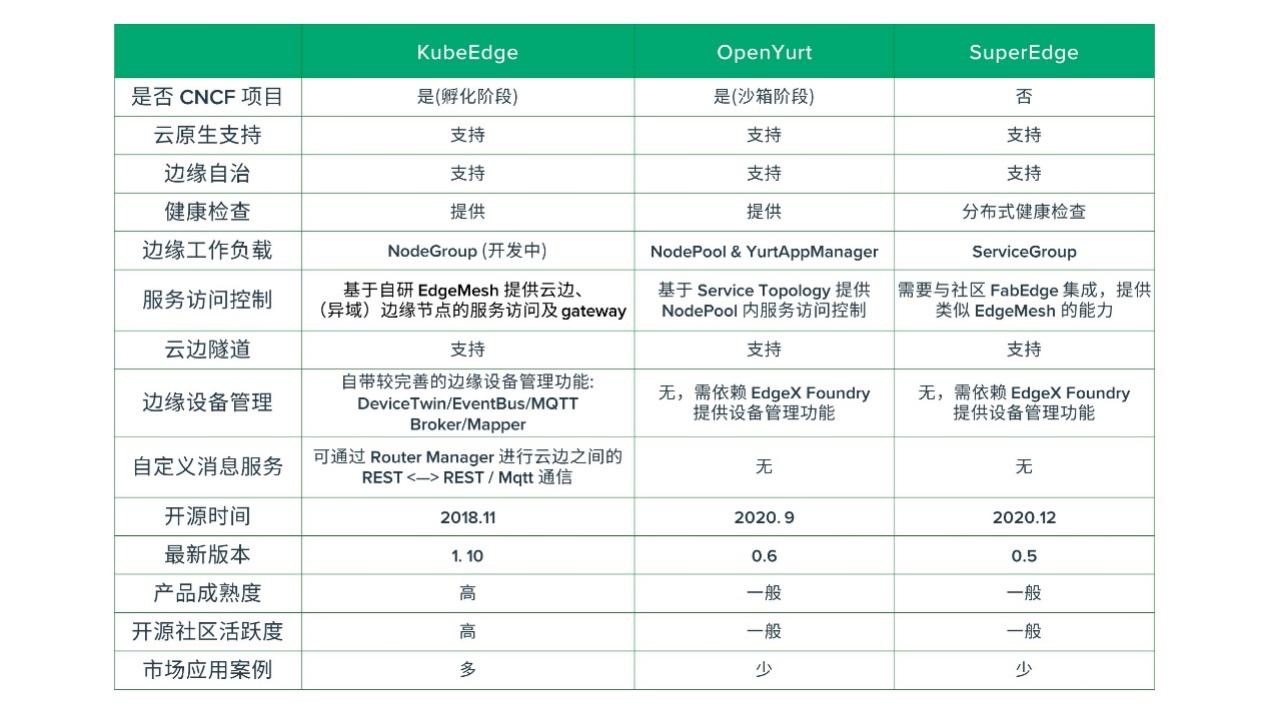 KubeEdge OpenYurt SuperEdge
是否 CNCF 项目 是(孵化阶段) 是(沙箱阶段) 否
云原生支持 支持 支持 支持
边缘自治 支持 支持 支持
健康检查 提供 提供 分布式健康检查
边缘工作负载 NodeGroup (开发中) NodePool & YurtAppManager ServiceGroup
服务访问控制
基于自研 EdgeMesh 提供云边、
（异域）边缘节点的服务访问及 gateway
基于 Service Topology 提供
NodePool 内服务访问控制
需要与社区 FabEdge 集成，提供
类似 EdgeMesh 的能力
云边隧道 支持 支持 支持
边缘设备管理
自带较完善的边缘设备管理功能:
DeviceTwin/EventBus/MQTT
Broker/Mapper
无，需依赖 EdgeX Foundry
提供设备管理功能
无，需依赖 EdgeX Foundry
提供设备管理功能
自定义消息服务
可通过 Router Manager 进行云边之间的
REST <—> REST / Mqtt 通信
无
无
开源时间 2018.11 2020. 9 2020.12
最新版本 1. 10 0.6 0.5
产品成熟度 高 一般 一般
开源社区活跃度 高 一般 一般
市场应用案例 多 少 少